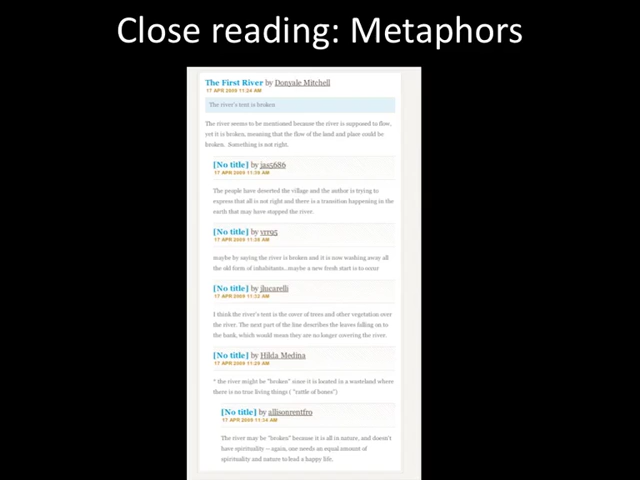 Close reading: Metaphors
The First River by Donyale Mitchell
17 APR 2009 11:24 AM
The river's tent is broken
The river seems to be mentioned because the river is supposed to flow,
yet it is broken, meaning that the flow of the land and place could be
broken. Something is not right.
[No title] by jas5686
17 APR 2009 11:39 AM
The people have deserted the village and the author is trying to
express that all is not right and there is a transition happening in the
earth that may have stopped the river.
[No title] by vrr95
17 APR 2009 11:38 AM
maybe by saying the river is broken and it is now washing away all
the old form of inhabitants...maybe a new fresh start is to occur
[No title] by jlucarelli
17 APR 2009 11:32 AM
I think the river's tent is the cover of trees and other vegetation over
the river. The next part of the line describes the leaves falling on to
the bank, which would mean they are no longer covering the river.
[No title] by Hilda Medina
17 APR 2009 11:29 AM
* the river might be "broken" since it is located in a wasteland where
there is no true living things ( "rattle of bones")
[No title] by allisonrentfro
17 APR 2009 11:34 AM
The river may be "broken" because it is all in nature, and doesn't
have spirtuality -- again, one needs an equal amount of
spirtuality and nature to lead a happy life.